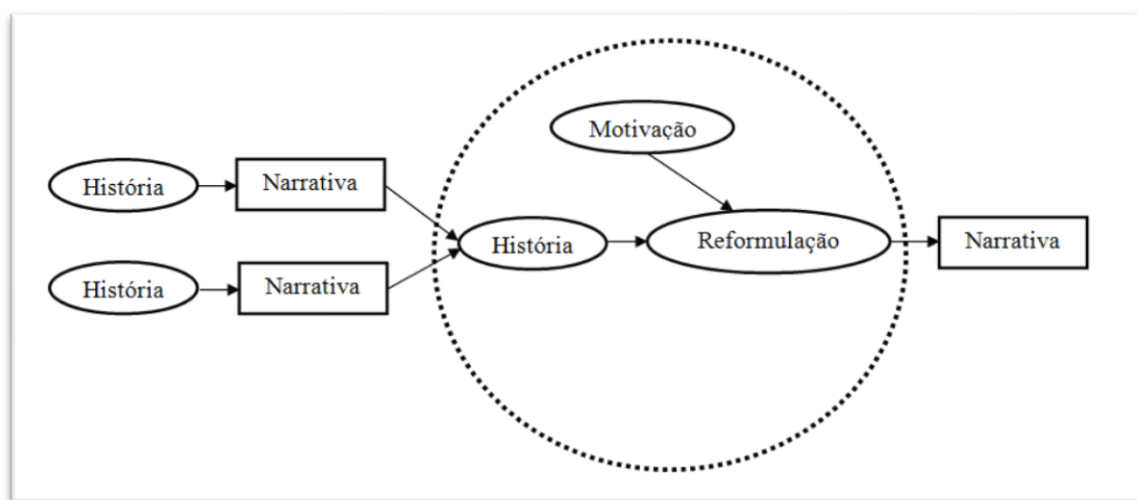 Motivação
História
Narrativa
História
Reformulação
Narrativa
História
Narrativa